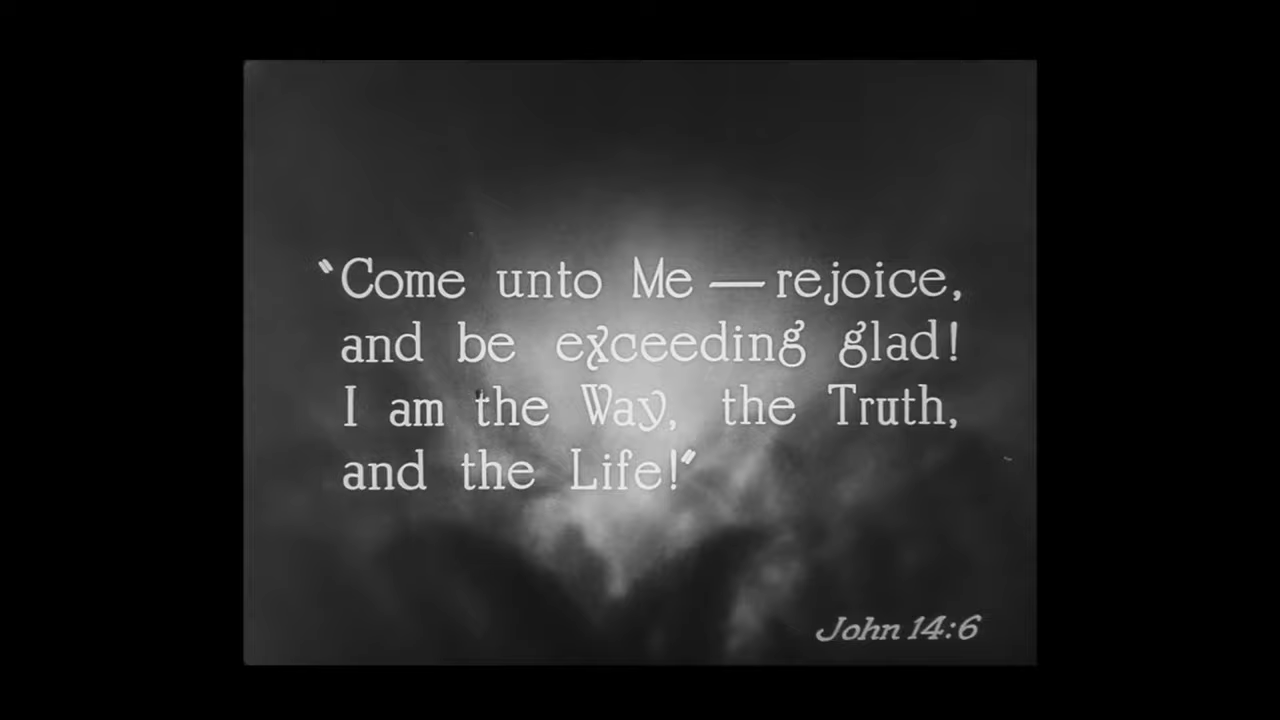 "Come unto Me — rejoice,
and be exceeding glad!
I am the Way, the Truth,
and the Life!"
John 14:6